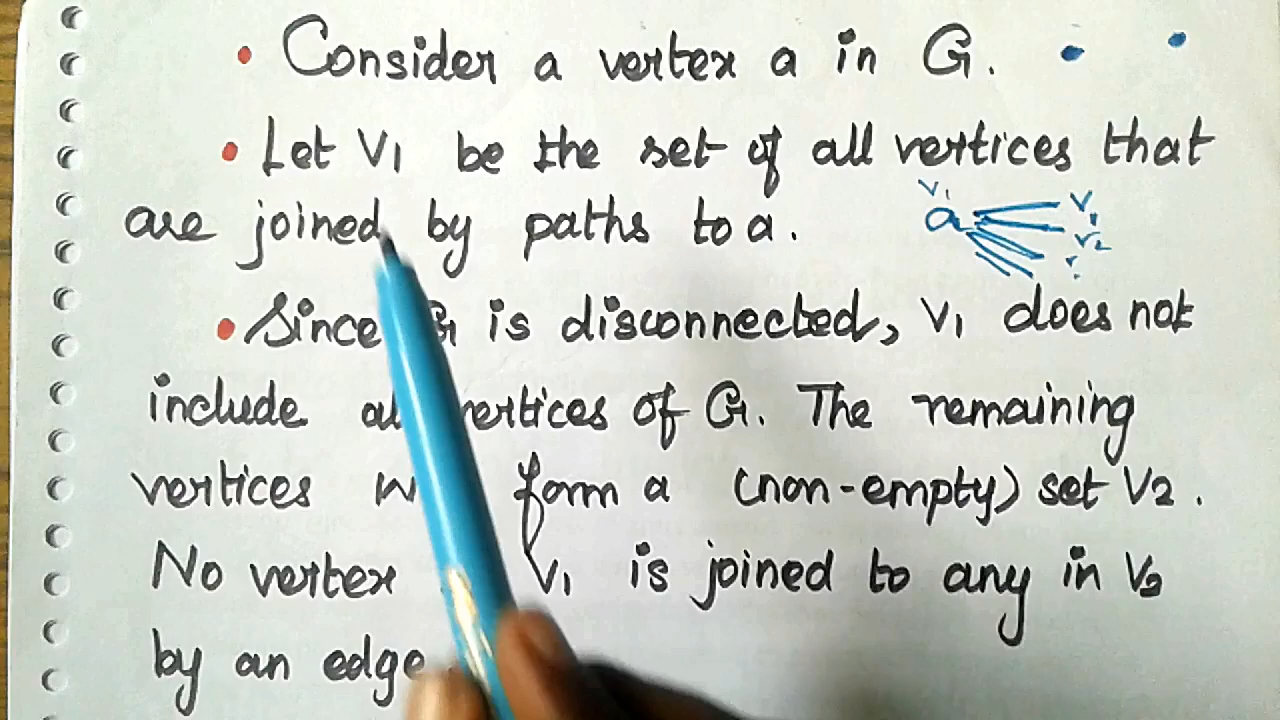 • Consider a vertex a in G.
• Let V1 be the set of all vertices that
are joined by paths to a.
V1
a V1
V2
• Since G is disconnected, V1 does not
include vertices of G. The remaining
vertices form a (non-empty) set V2.
No vertex V1 is joined to any in V2
by an edge